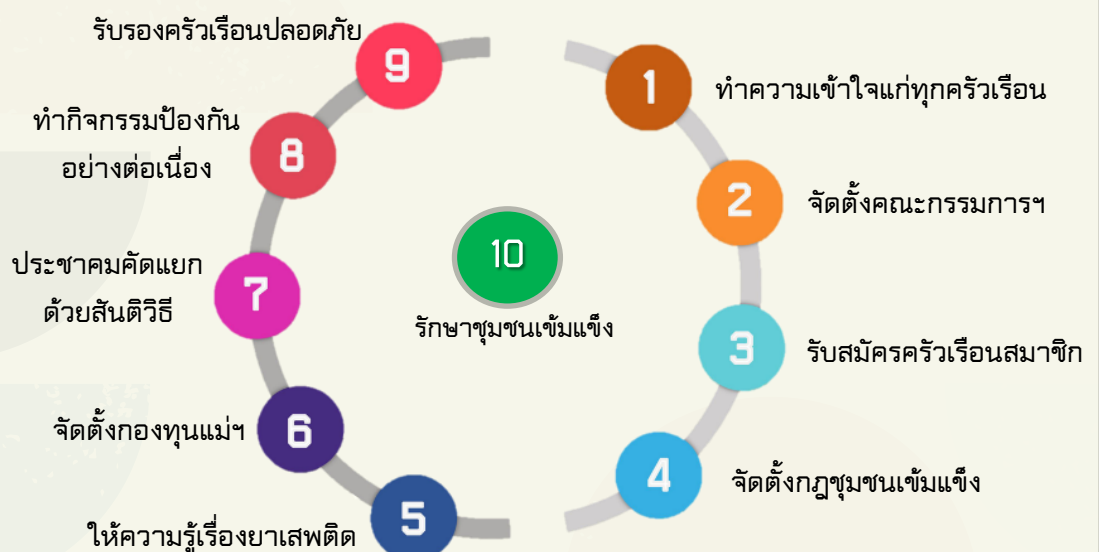 1
ทำความเข้าใจแก่ทุกครัวเรือน
2
จัดตั้งคณะกรรมการฯ
3
รับสมัครครัวเรือนสมาชิก
4
จัดตั้งกฎชุมชนเข้มแข็ง
5
ให้ความรู้เรื่องยาเสพติด
6
จัดตั้งกองทุนแม่ฯ
7
ประชาคมคัดแยก
ด้วยสันติวิธี
8
ทำกิจกรรมป้องกัน
อย่างต่อเนื่อง
9
รับรองครัวเรือนปลอดภัย
10
รักษาชุมชนเข้มแข็ง